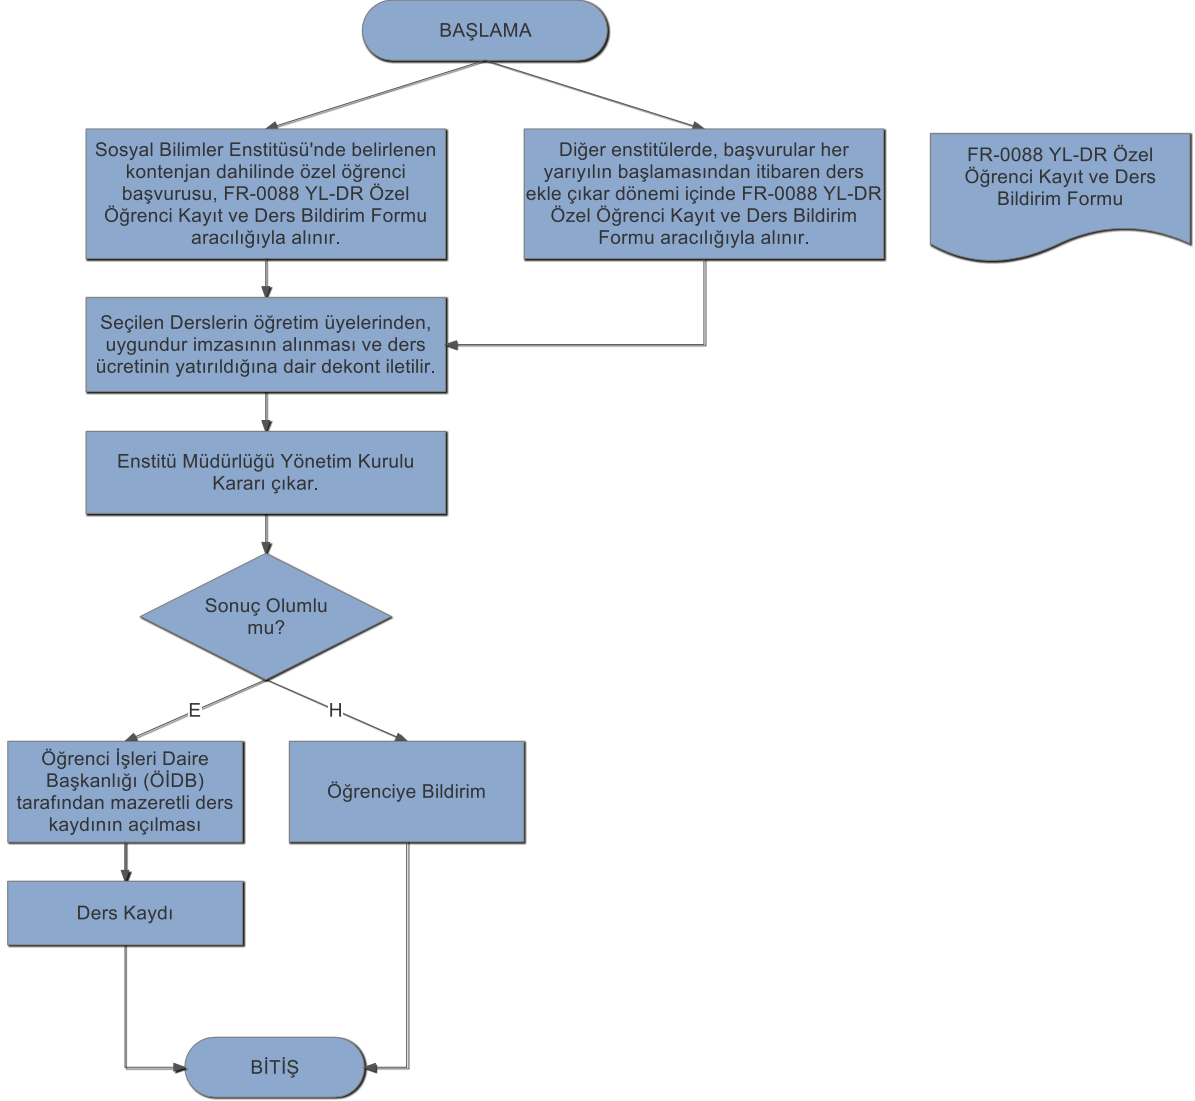 BAŞLAMA
Sosyal Bilimler Enstitüsü'nde belirlenen
kontenjan dahilinde özel öğrenci
başvurusu, FR-0088 YL-DR Özel
Öğrenci Kayıt ve Ders Bildirim Formu
aracılığıyla alınır.
Diğer enstitülerde, başvurular her
yarıyılın başlamasından itibaren ders
ekle çıkar dönemi içinde FR-0088 YL-DR
Özel Öğrenci Kayıt ve Ders Bildirim
Formu aracılığıyla alınır.
FR-0088 YL-DR Özel
Öğrenci Kayıt ve Ders
Bildirim Formu
Seçilen Derslerin öğretim üyelerinden,
uygundur imzasının alınması ve ders
ücretinin yatırıldığına dair dekont iletilir.
Enstitü Müdürlüğü Yönetim Kurulu
Kararı çıkar.
Sonuç Olumlu
mu?
E
H
Öğrenci İşleri Daire
Başkanlığı (ÖİDB)
tarafından mazeretli ders
kaydının açılması
Öğrenciye Bildirim
Ders Kaydı
BİTİŞ